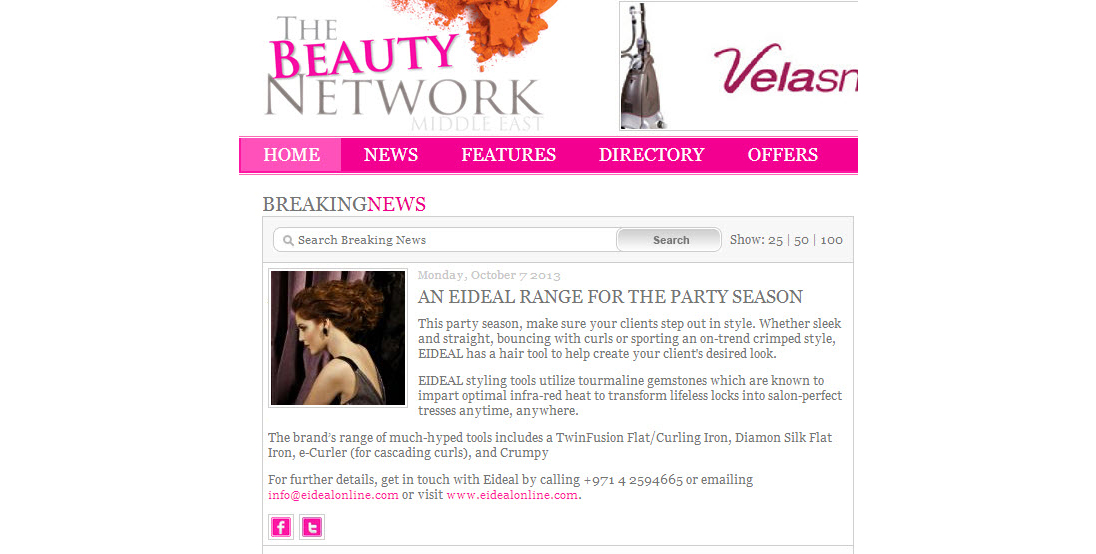 THE
BEAUTY
NETWORK
MIDDLE EAST
Velasm
HOME NEWS FEATURES DIRECTORY OFFERS
BREAKINGNEWS
Search Breaking News Search Show: 25 | 50 | 100
Monday, October 7 2013
AN EIDEAL RANGE FOR THE PARTY SEASON
This party season, make sure your clients step out in style. Whether sleek
and straight, bouncing with curls or sporting an on-trend crimped style,
EIDEAL has a hair tool to help create your client's desired look.
EIDEAL styling tools utilize tourmaline gemstones which are known to
impart optimal infra-red heat to transform lifeless locks into salon-perfect
tresses anytime, anywhere.
The brand’s range of much-hyped tools includes a TwinFusion Flat/Curling Iron, Diamon Silk Flat
Iron, e-Curler (for cascading curls), and Crumpy
For further details, get in touch with Eideal by calling +971 4 2594665 or emailing
info@eidealonline.com or visit www.eidealonline.com.